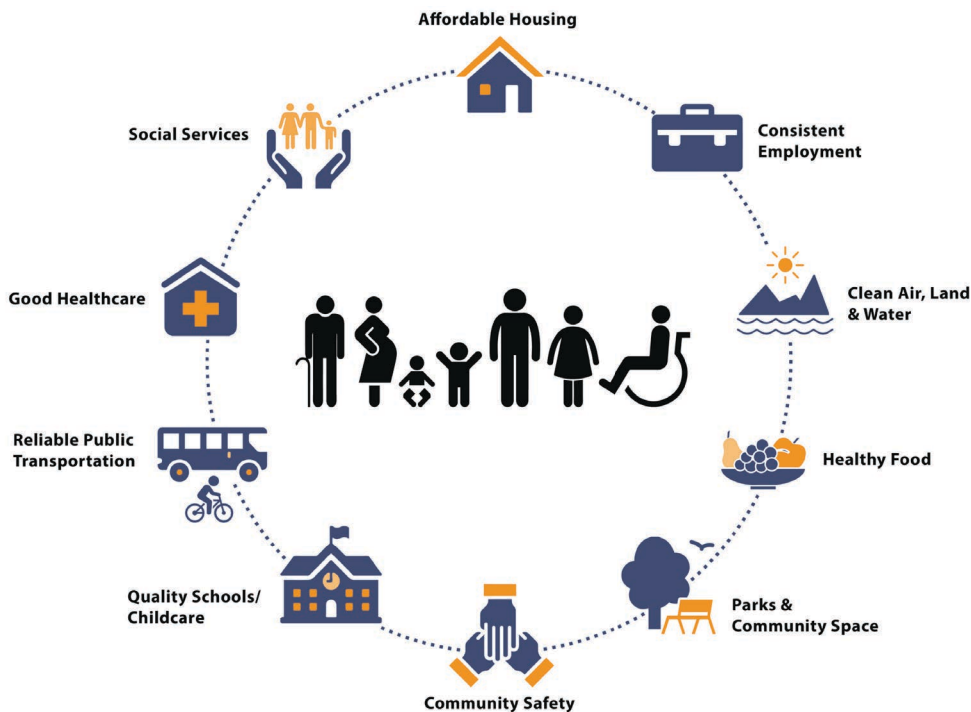 Affordable Housing
Consistent
Employment
Clean Air, Land
& Water
Healthy Food
Parks &
Community Space
Community Safety
Quality Schools/
Childcare
Reliable Public
Transportation
Good Healthcare
Social Services